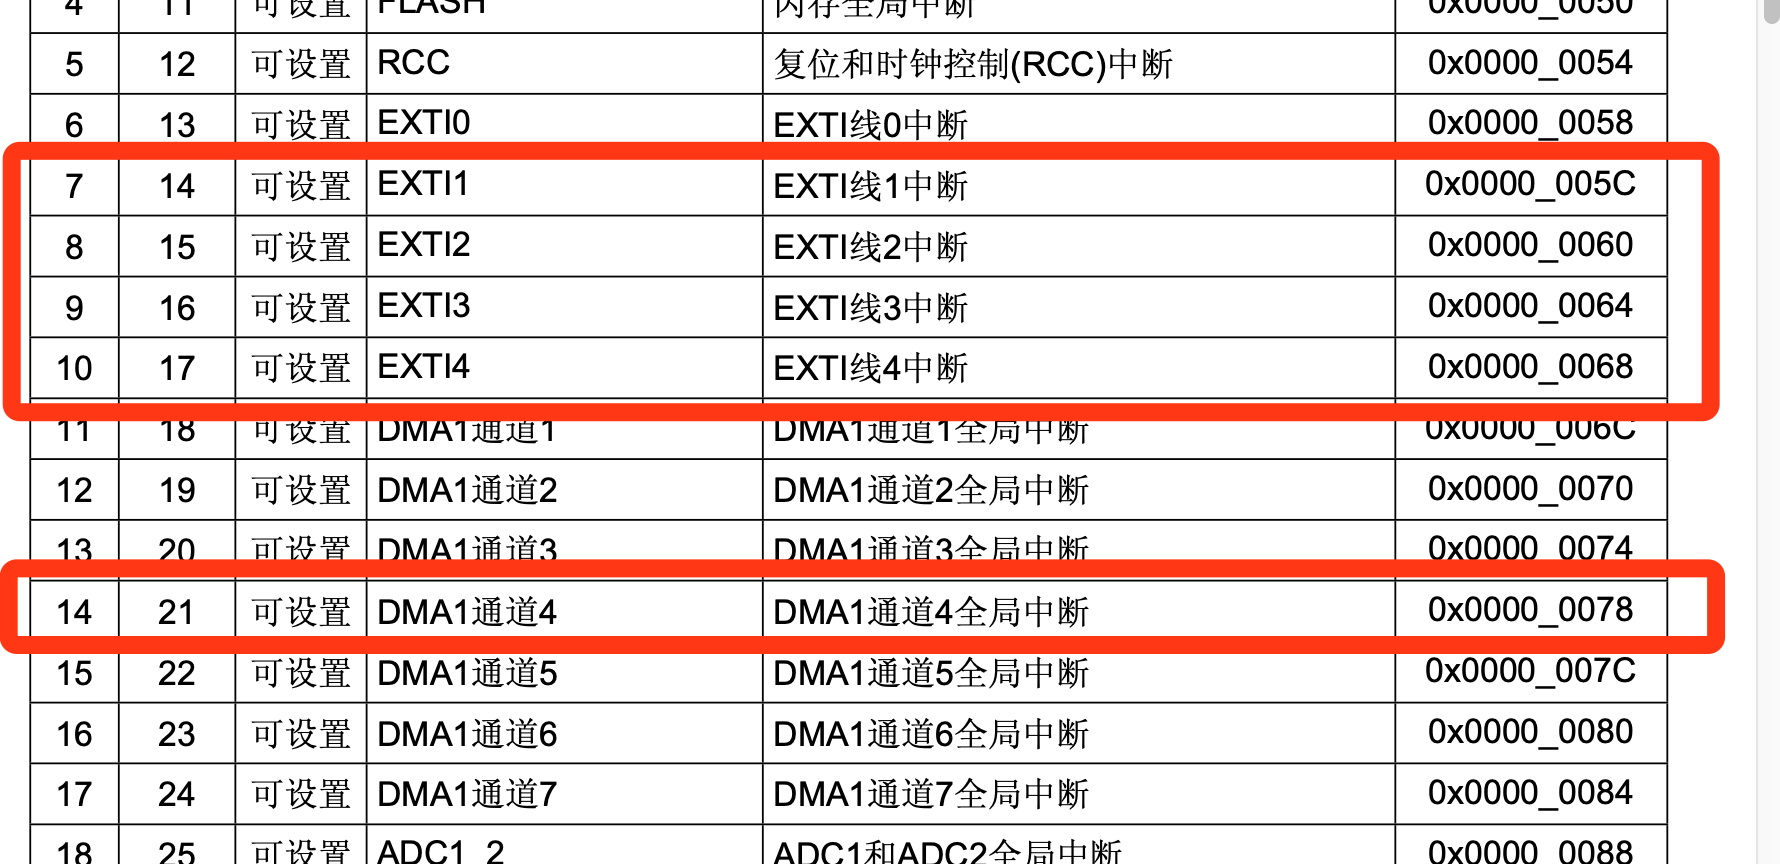 4 11 可设置 FLASH 闪存全局中断 0x0000_0050
5 12 可设置 RCC 复位和时钟控制(RCC)中断 0x0000_0054
6 13 可设置 EXTI0 EXTI线0中断 0x0000_0058
7 14 可设置 EXTI1 EXTI线1中断 0x0000_005C
8 15 可设置 EXTI2 EXTI线2中断 0x0000_0060
9 16 可设置 EXTI3 EXTI线3中断 0x0000_0064
10 17 可设置 EXTI4 EXTI线4中断 0x0000_0068
11 18 可设置 DMA1通道1 DMA1通道1全局中断 0x0000_006C
12 19 可设置 DMA1通道2 DMA1通道2全局中断 0x0000_0070
13 20 可设置 DMA1通道3 DMA1通道3全局中断 0x0000_0074
14 21 可设置 DMA1通道4 DMA1通道4全局中断 0x0000_0078
15 22 可设置 DMA1通道5 DMA1通道5全局中断 0x0000_007C
16 23 可设置 DMA1通道6 DMA1通道6全局中断 0x0000_0080
17 24 可设置 DMA1通道7 DMA1通道7全局中断 0x0000_0084
18 25 可设置 ADC1_2 ADC1和ADC2全局中断 0x0000_0088